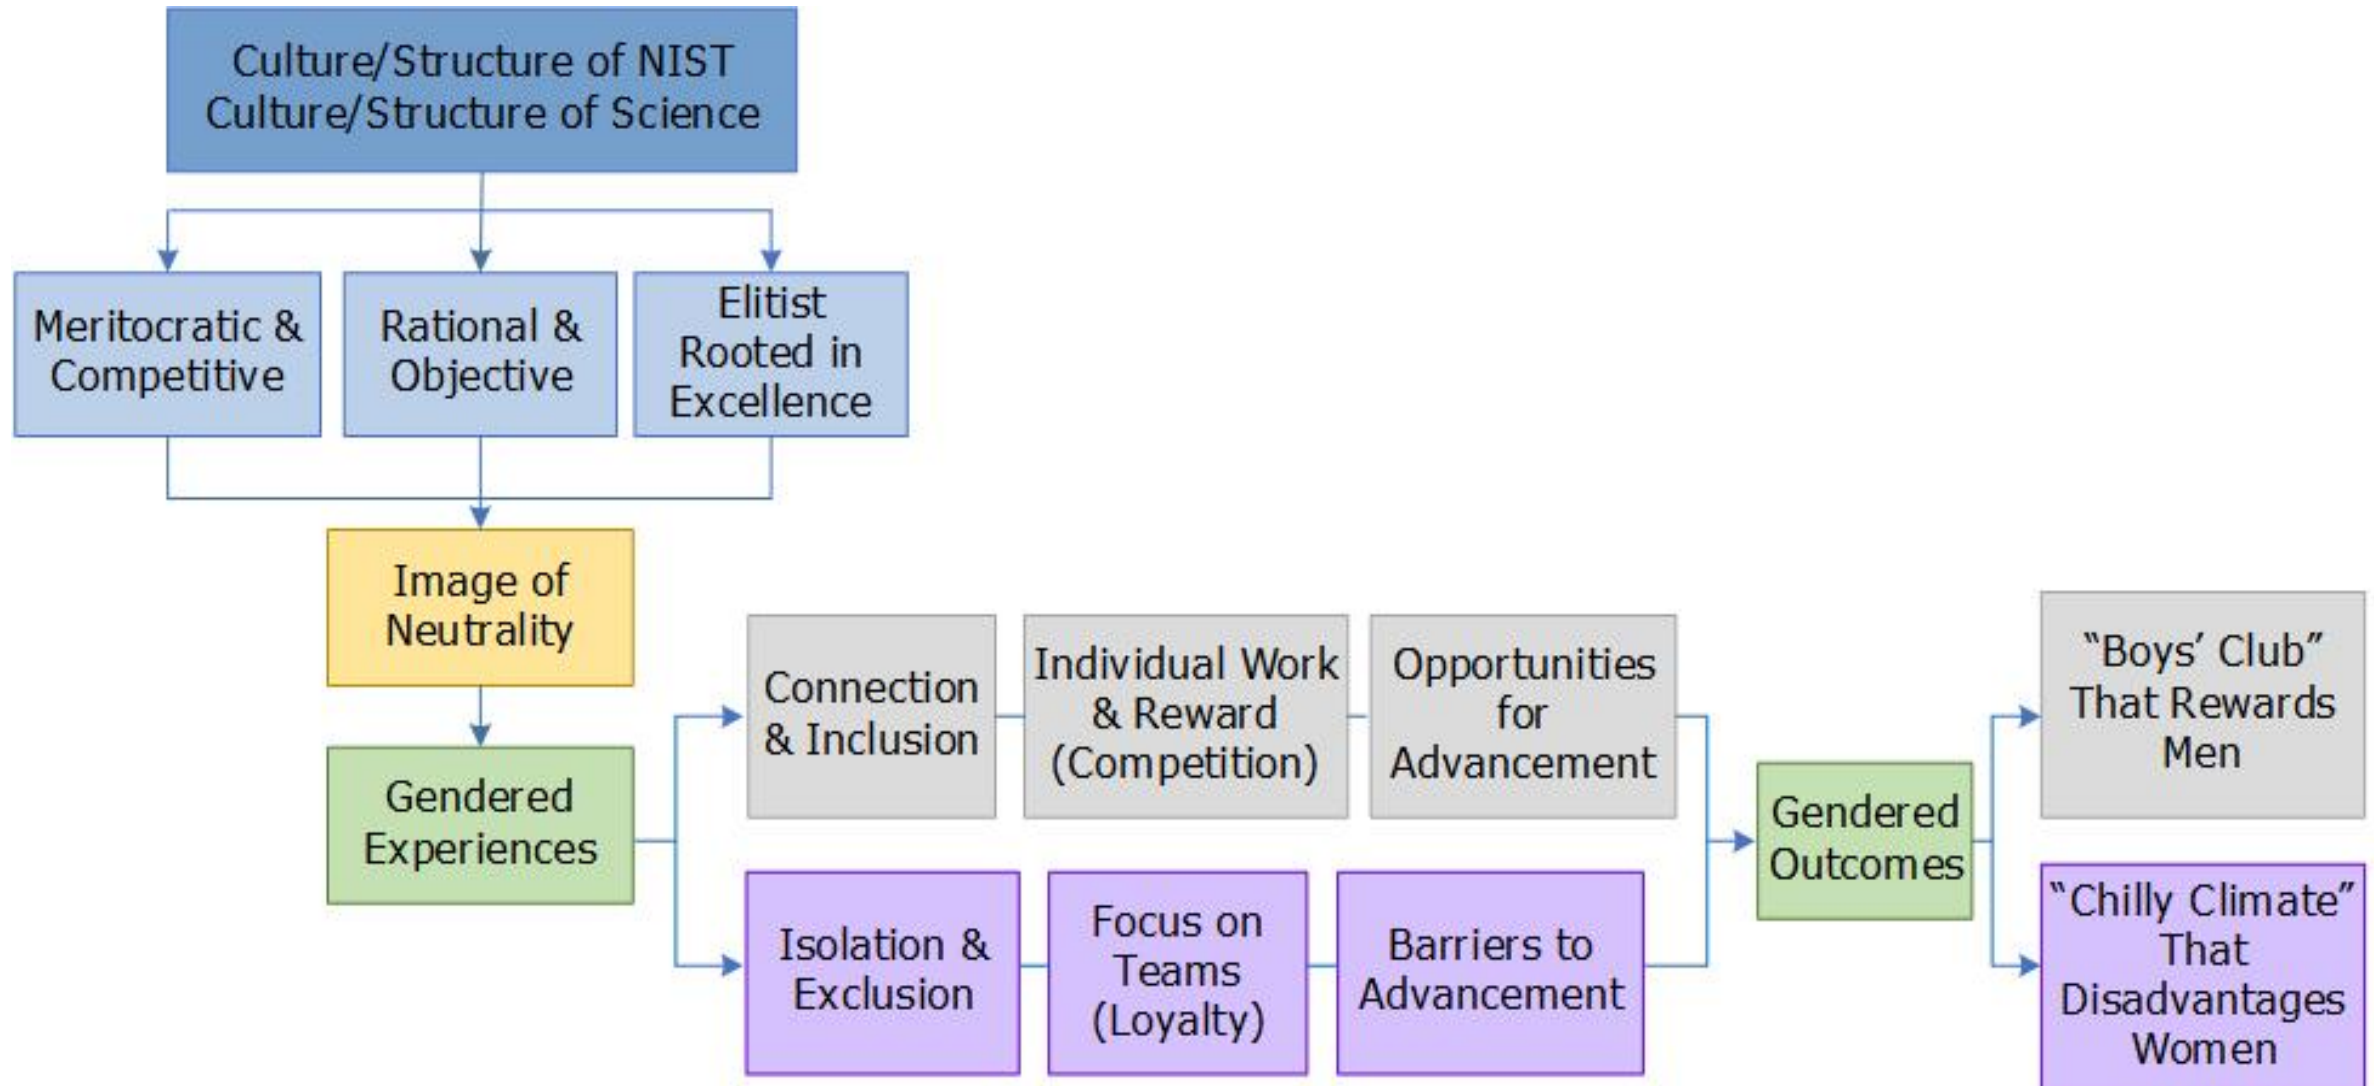 Culture/Structure of NIST
Culture/Structure of Science
Meritocratic &
Competitive
Rational &
Objective
Elitist
Rooted in
Excellence
Image of
Neutrality
Gendered
Experiences
Connection
& Inclusion
Individual Work
& Reward
(Competition)
Opportunities
for
Advancement
Isolation &
Exclusion
Focus on
Teams
(Loyalty)
Barriers to
Advancement
Gendered
Outcomes
“Boys’ Club”
That Rewards
Men
“Chilly Climate”
That
Disadvantages
Women